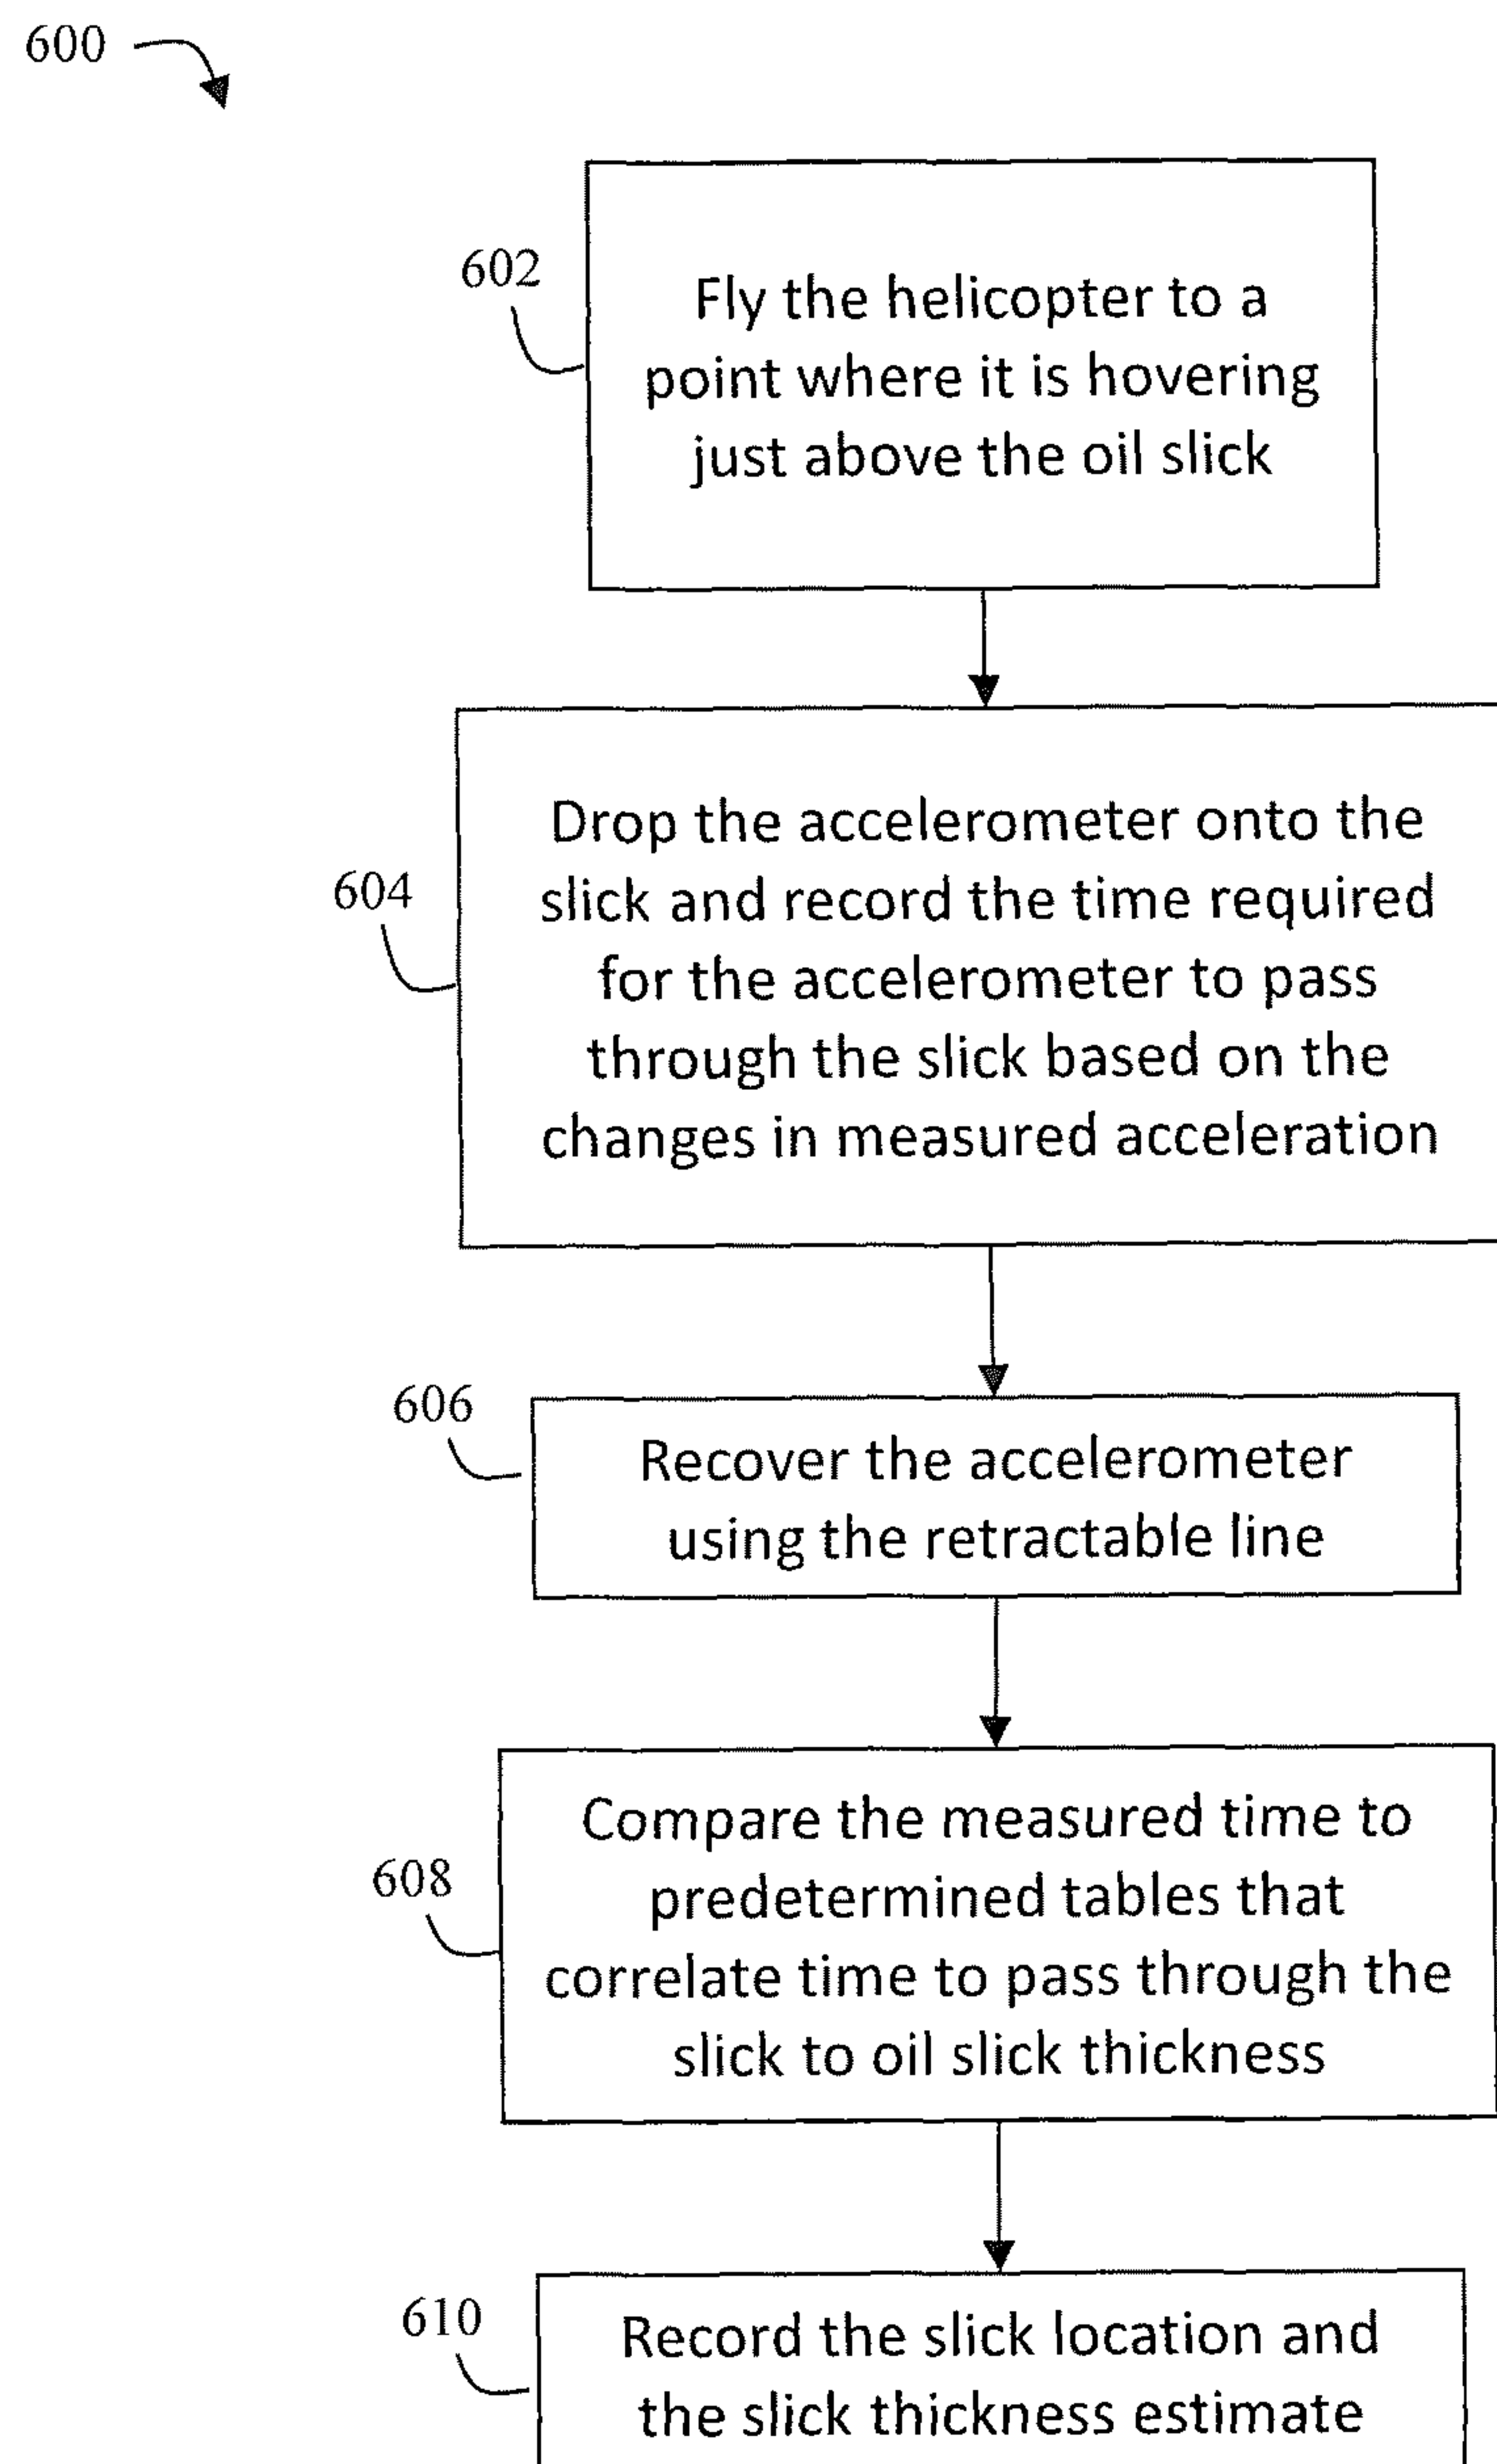 600
602
Fly the helicopter to a
point where it is hovering
just above the oil slick
604
Drop the accelerometer onto the
slick and record the time required
for the accelerometer to pass
through the slick based on the
changes in measured acceleration
606
Recover the accelerometer
using the retractable line
608
Compare the measured time to
predetermined tables that
correlate time to pass through the
slick to oil slick thickness
610
Record the slick location and
the slick thickness estimate